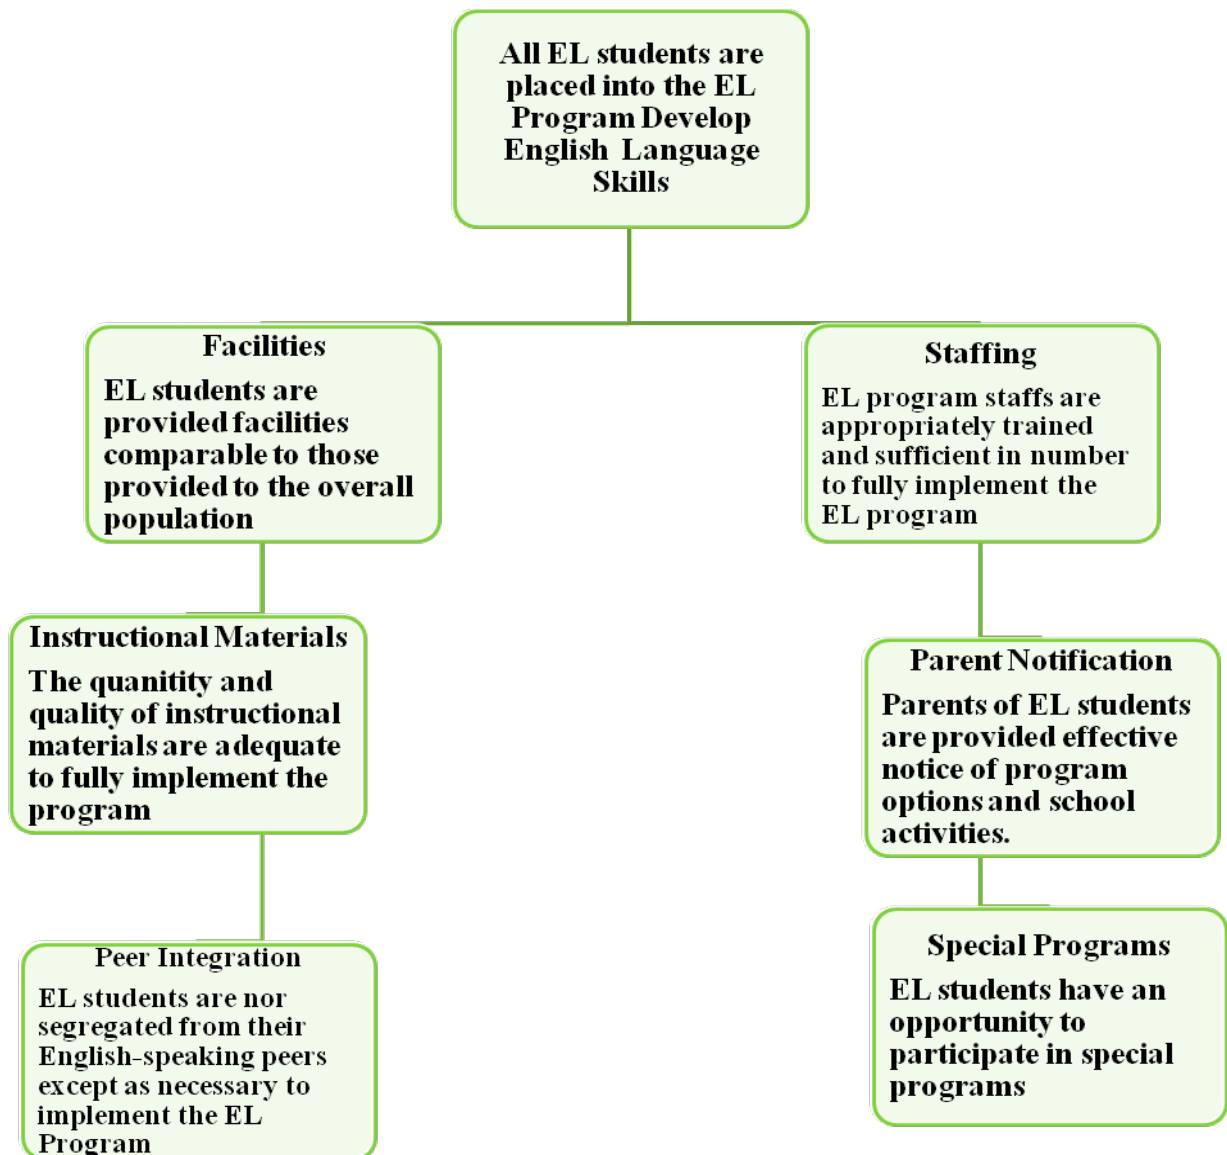 All EL students are
placed into the EL
Program Develop
English Language
Skills
Facilities
EL students are
provided facilities
comparable to those
provided to the overall
population
Instructional Materials
The quanitity and
quality of instructional
materials are adequate
to fully implement the
program
Peer Integration
EL students are nor
segregated from their
English-speaking peers
except as necessary to
implement the EL
Program
Staffing
EL program staffs are
appropriately trained
and sufficient in number
to fully implement the
EL program
Parent Notification
Parents of EL students
are provided effective
notice of program
options and school
activities.
Special Programs
EL students have an
opportunity to
participate in special
programs